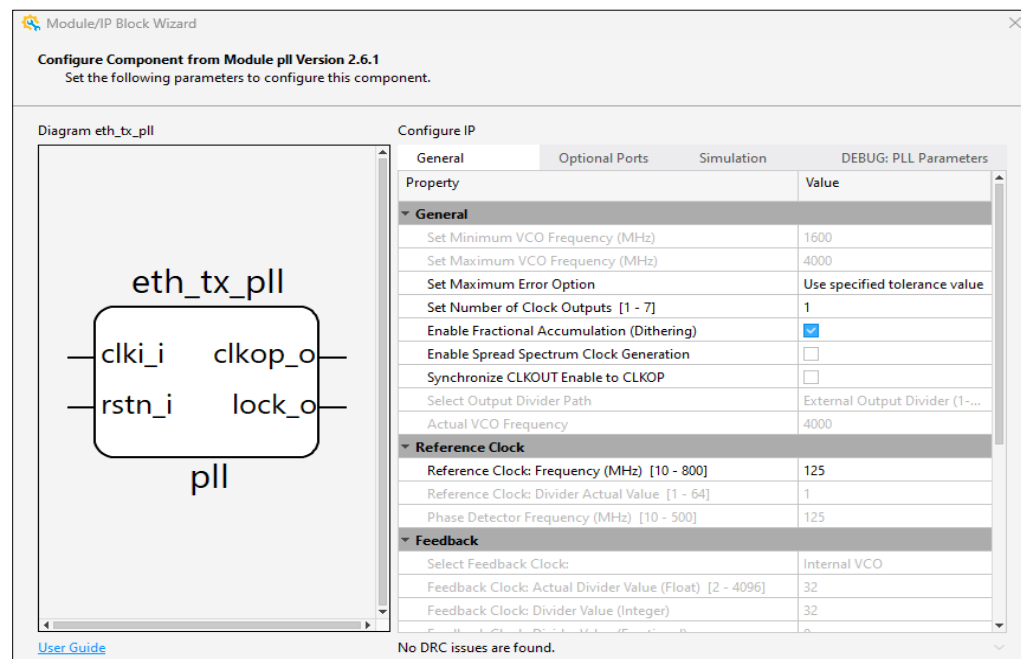 Module/IP Block Wizard
Configure Component from Module pll Version 2.6.1
Set the following parameters to configure this component.
Diagram eth_tx_pll
eth_tx_pll
clki_i clkop_o
rstn_i lock_o
pll
User Guide
Configure IP
General Optional Ports Simulation DEBUG: PLL Parameters
Property Value
General
Set Minimum VCO Frequency (MHz) 1600
Set Maximum VCO Frequency (MHz) 4000
Set Maximum Error Option Use specified tolerance value
Set Number of Clock Outputs [1 - 7] 1
Enable Fractional Accumulation (Dithering)
Enable Spread Spectrum Clock Generation
Synchronize CLKOUT Enable to CLKOP
Select Output Divider Path External Output Divider (1-...
Actual VCO Frequency 4000
Reference Clock
Reference Clock: Frequency (MHz) [10 - 800] 125
Reference Clock: Divider Actual Value [1 - 64] 1
Phase Detector Frequency (MHz) [10 - 500] 125
Feedback
Select Feedback Clock: Internal VCO
Feedback Clock: Actual Divider Value (Float) [2 - 4096] 32
Feedback Clock: Divider Value (Integer) 32
No DRC issues are found.